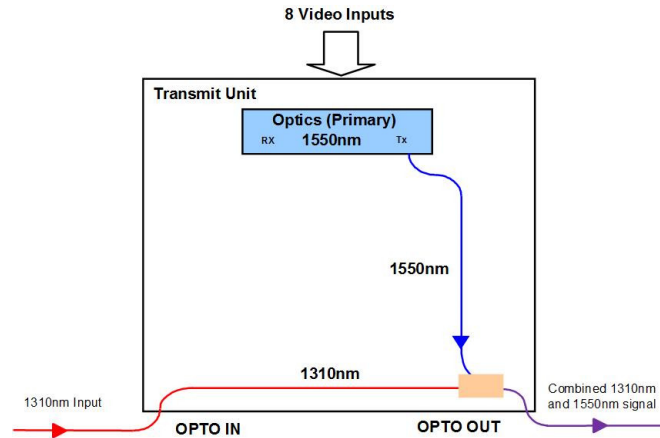 8 Video Inputs
Transmit Unit
Optics (Primary)
RX 1550nm Tx
1550nm
1310nm
1310nm Input
Combined 1310nm
and 1550nm signal
OPTO IN
OPTO OUT